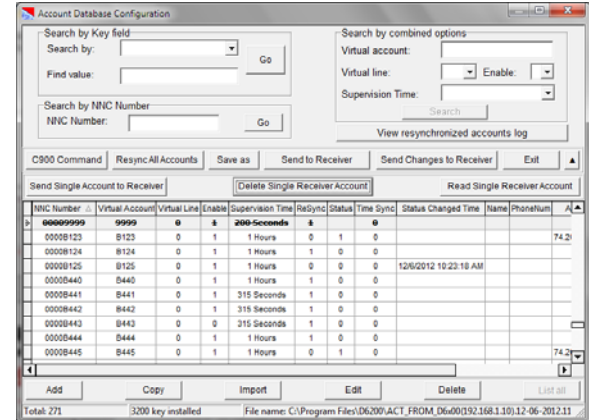 Account Database Configuration
Search by Key field
Search by:
Go
Find value:
Search by NNC Number
NNC Number:
Go
Search by combined options
Virtual account:
Virtual line:
Enable:
Supervision Time:
Search
View resynchronized accounts log
C900 Command Resync All Accounts Save as Send to Receiver Send Changes to Receiver Exit
Send Single Account to Receiver Delete Single Receiver Account Read Single Receiver Account
NNC Number Virtual Account Virtual Line Enable Supervision Time ReSync Status Time Sync Status Changed Time Name PhoneNum A
00009999 9999 0 1 200 Seconds 1 0
0000B123 B123 0 1 1 Hours 0 1 0 74.2
0000B124 B124 0 1 1 Hours 1 0 0
0000B125 B125 0 1 1 Hours 0 0 0 12/6/2012 10:23:18 AM
0000B440 B440 0 1 1 Hours 1 0 0
0000B441 B441 0 1 315 Seconds 1 0 0
0000B442 B442 0 1 315 Seconds 1 0 0
0000B443 B443 0 0 315 Seconds 1 0 0
0000B444 B444 0 1 1 Hours 1 0 0
0000B445 B445 0 1 1 Hours 0 1 0 74.2
Add Copy Import Edit Delete List all
Total: 271 3200 key installed File name: C:\Program Files\D6200\ACT_FROM_D6x00(192.168.1.10).12-06-2012.11